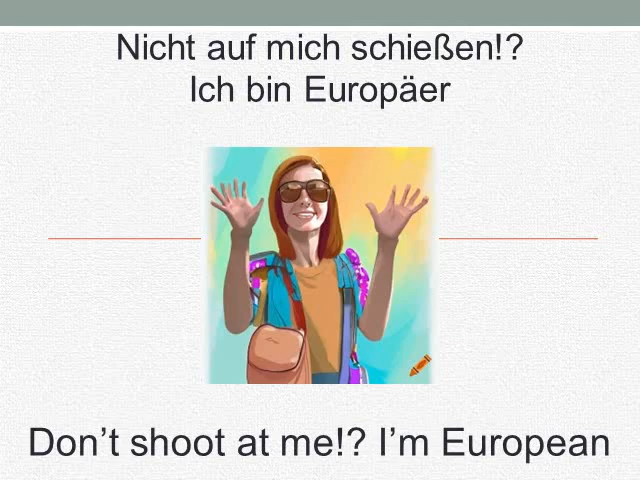 Nicht auf mich schießen!?
Ich bin Europäer
Don’t shoot at me!? I’m European